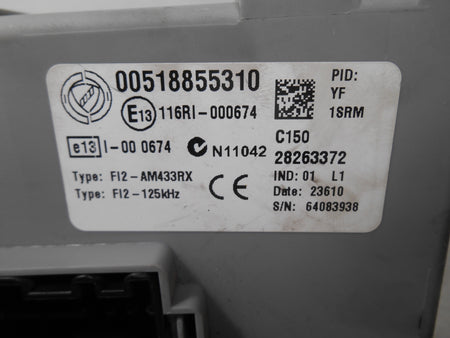 00518855310
PID:
YF
1SRM
E13 116RI-000674
e13 I-00 0674
N11042
C150
28263372
Type: FI2-AM433RX
IND: 01 L1
Type: FI2-125kHz
CE
Date: 23610
S/N: 64083938